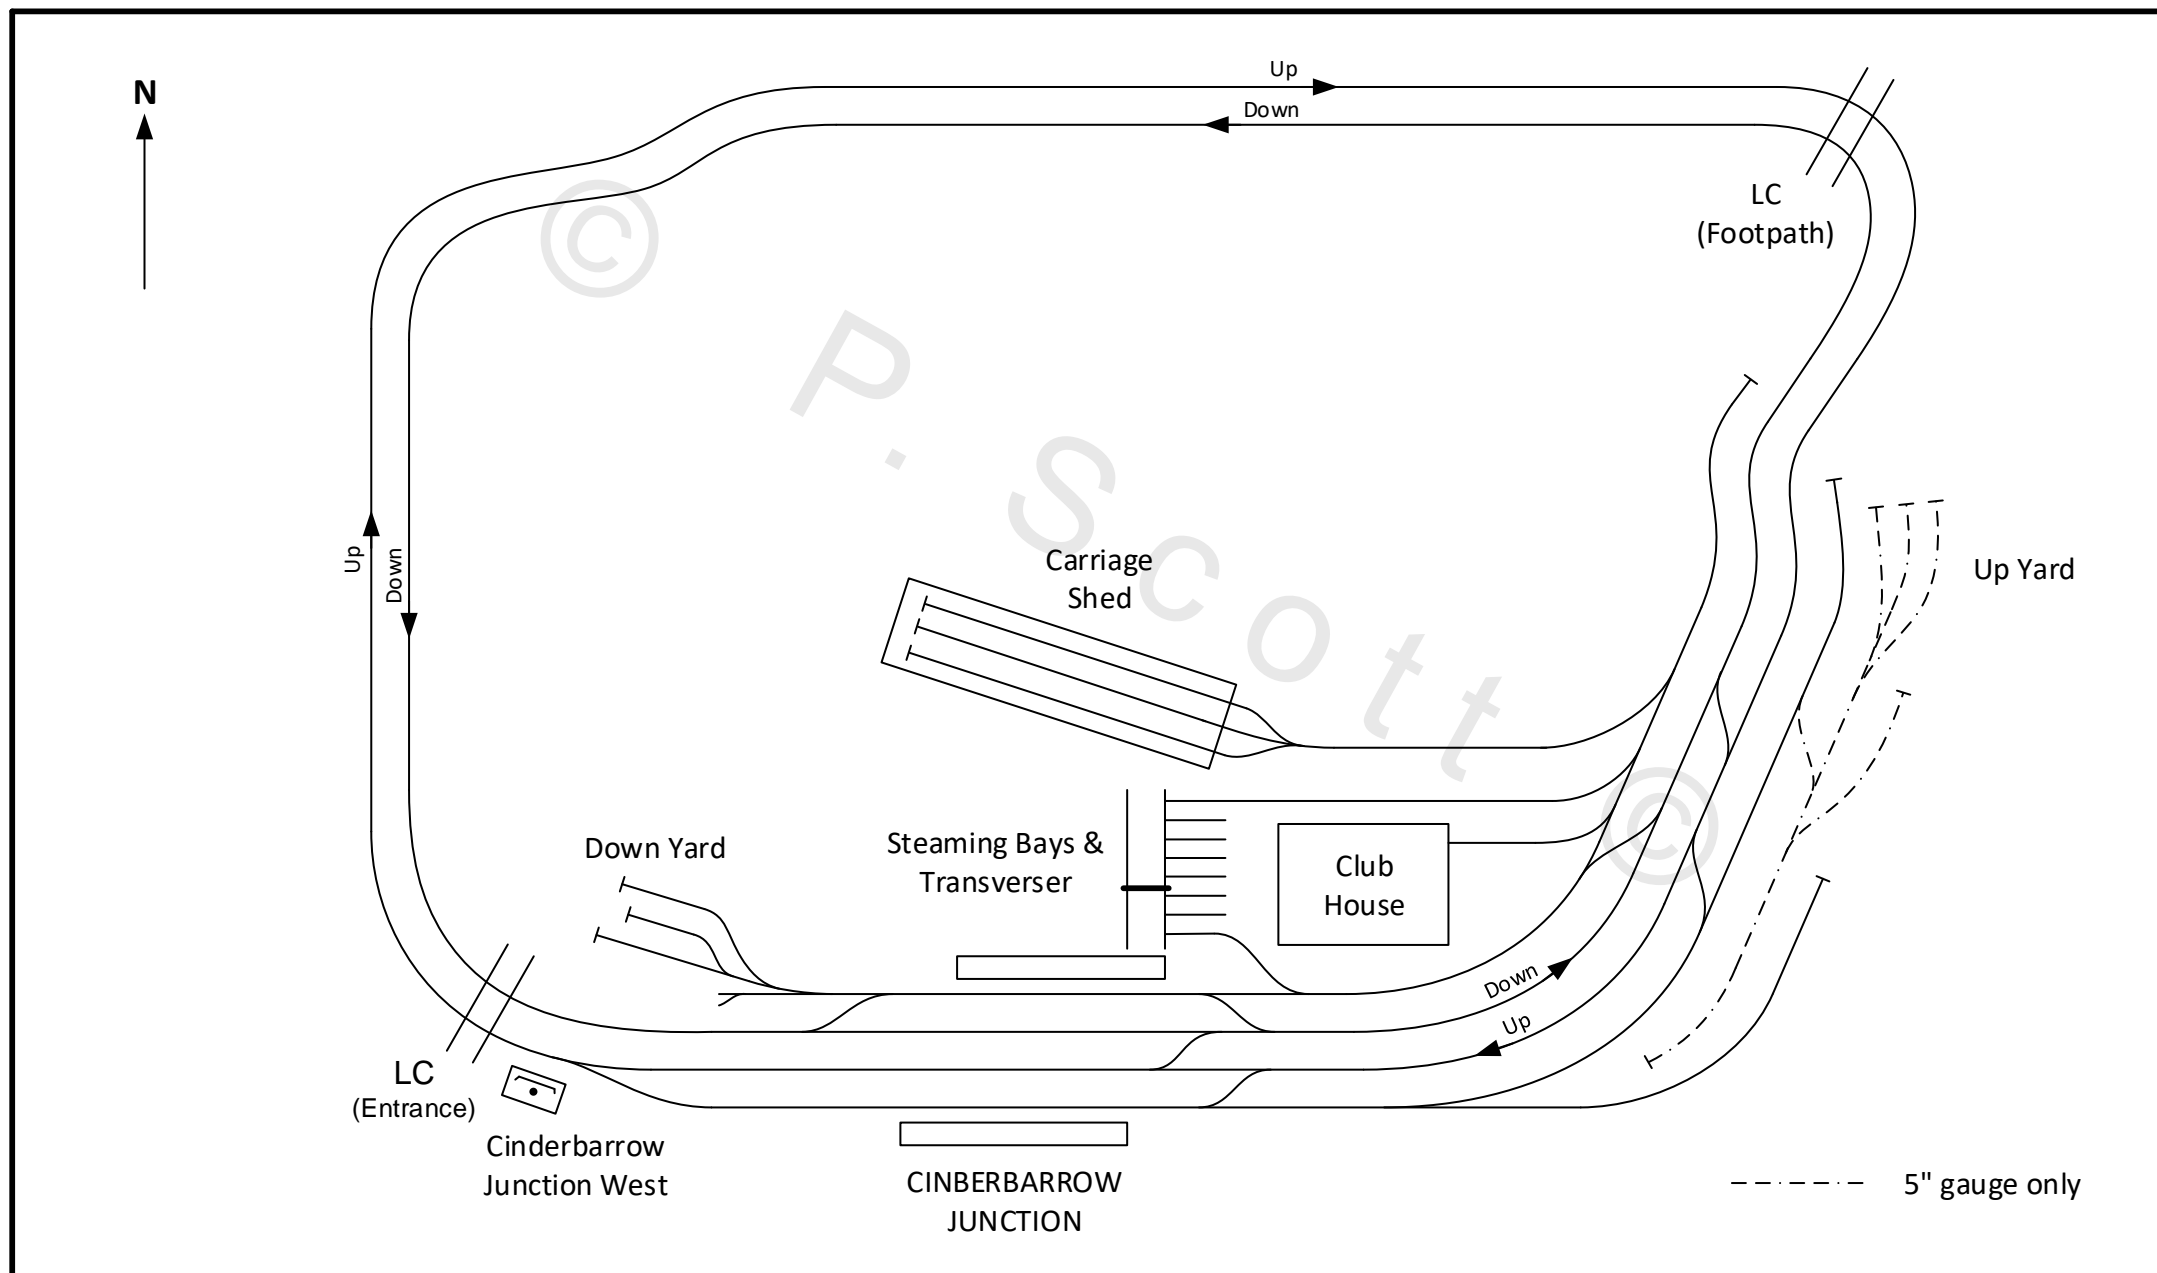 N
Up
Down
LC
(Footpath)
Up
Down
Carriage
Shed
Up Yard
Down Yard
Steaming Bays &
Transverser
Club
House
Down
Up
LC
(Entrance)
Cinderbarrow
Junction West
CINBERBARROW
JUNCTION
5" gauge only
© P. Scott ©